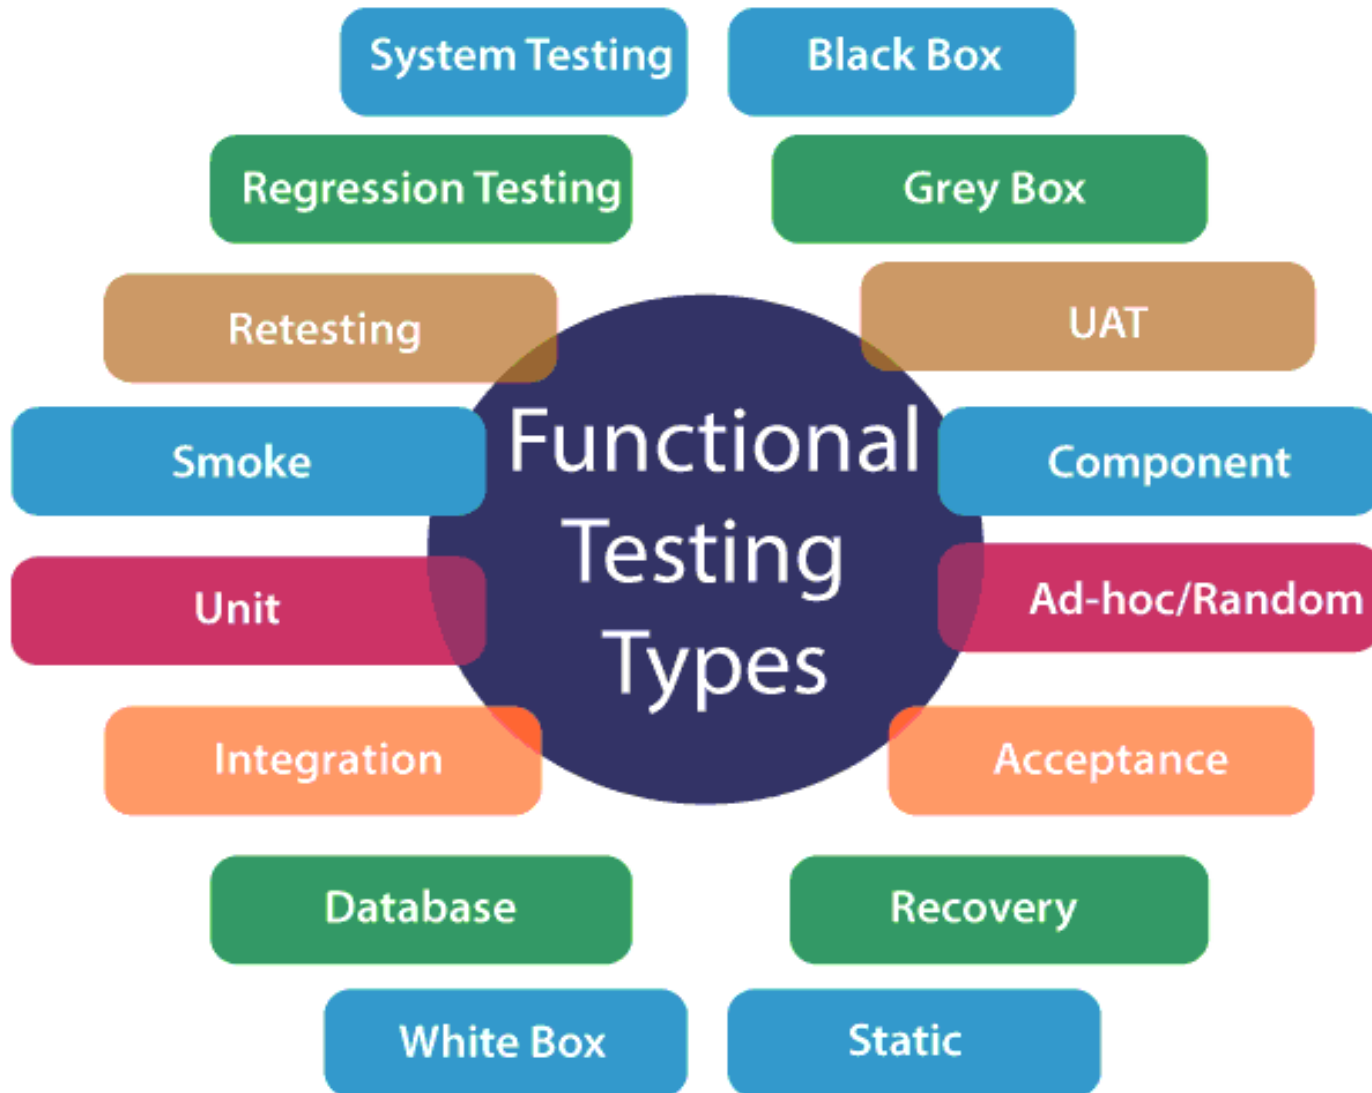 System Testing
Black Box
Regression Testing
Grey Box
Retesting
UAT
Smoke
Component
Functional
Testing
Types
Unit
Ad-hoc/Random
Integration
Acceptance
Database
Recovery
White Box
Static